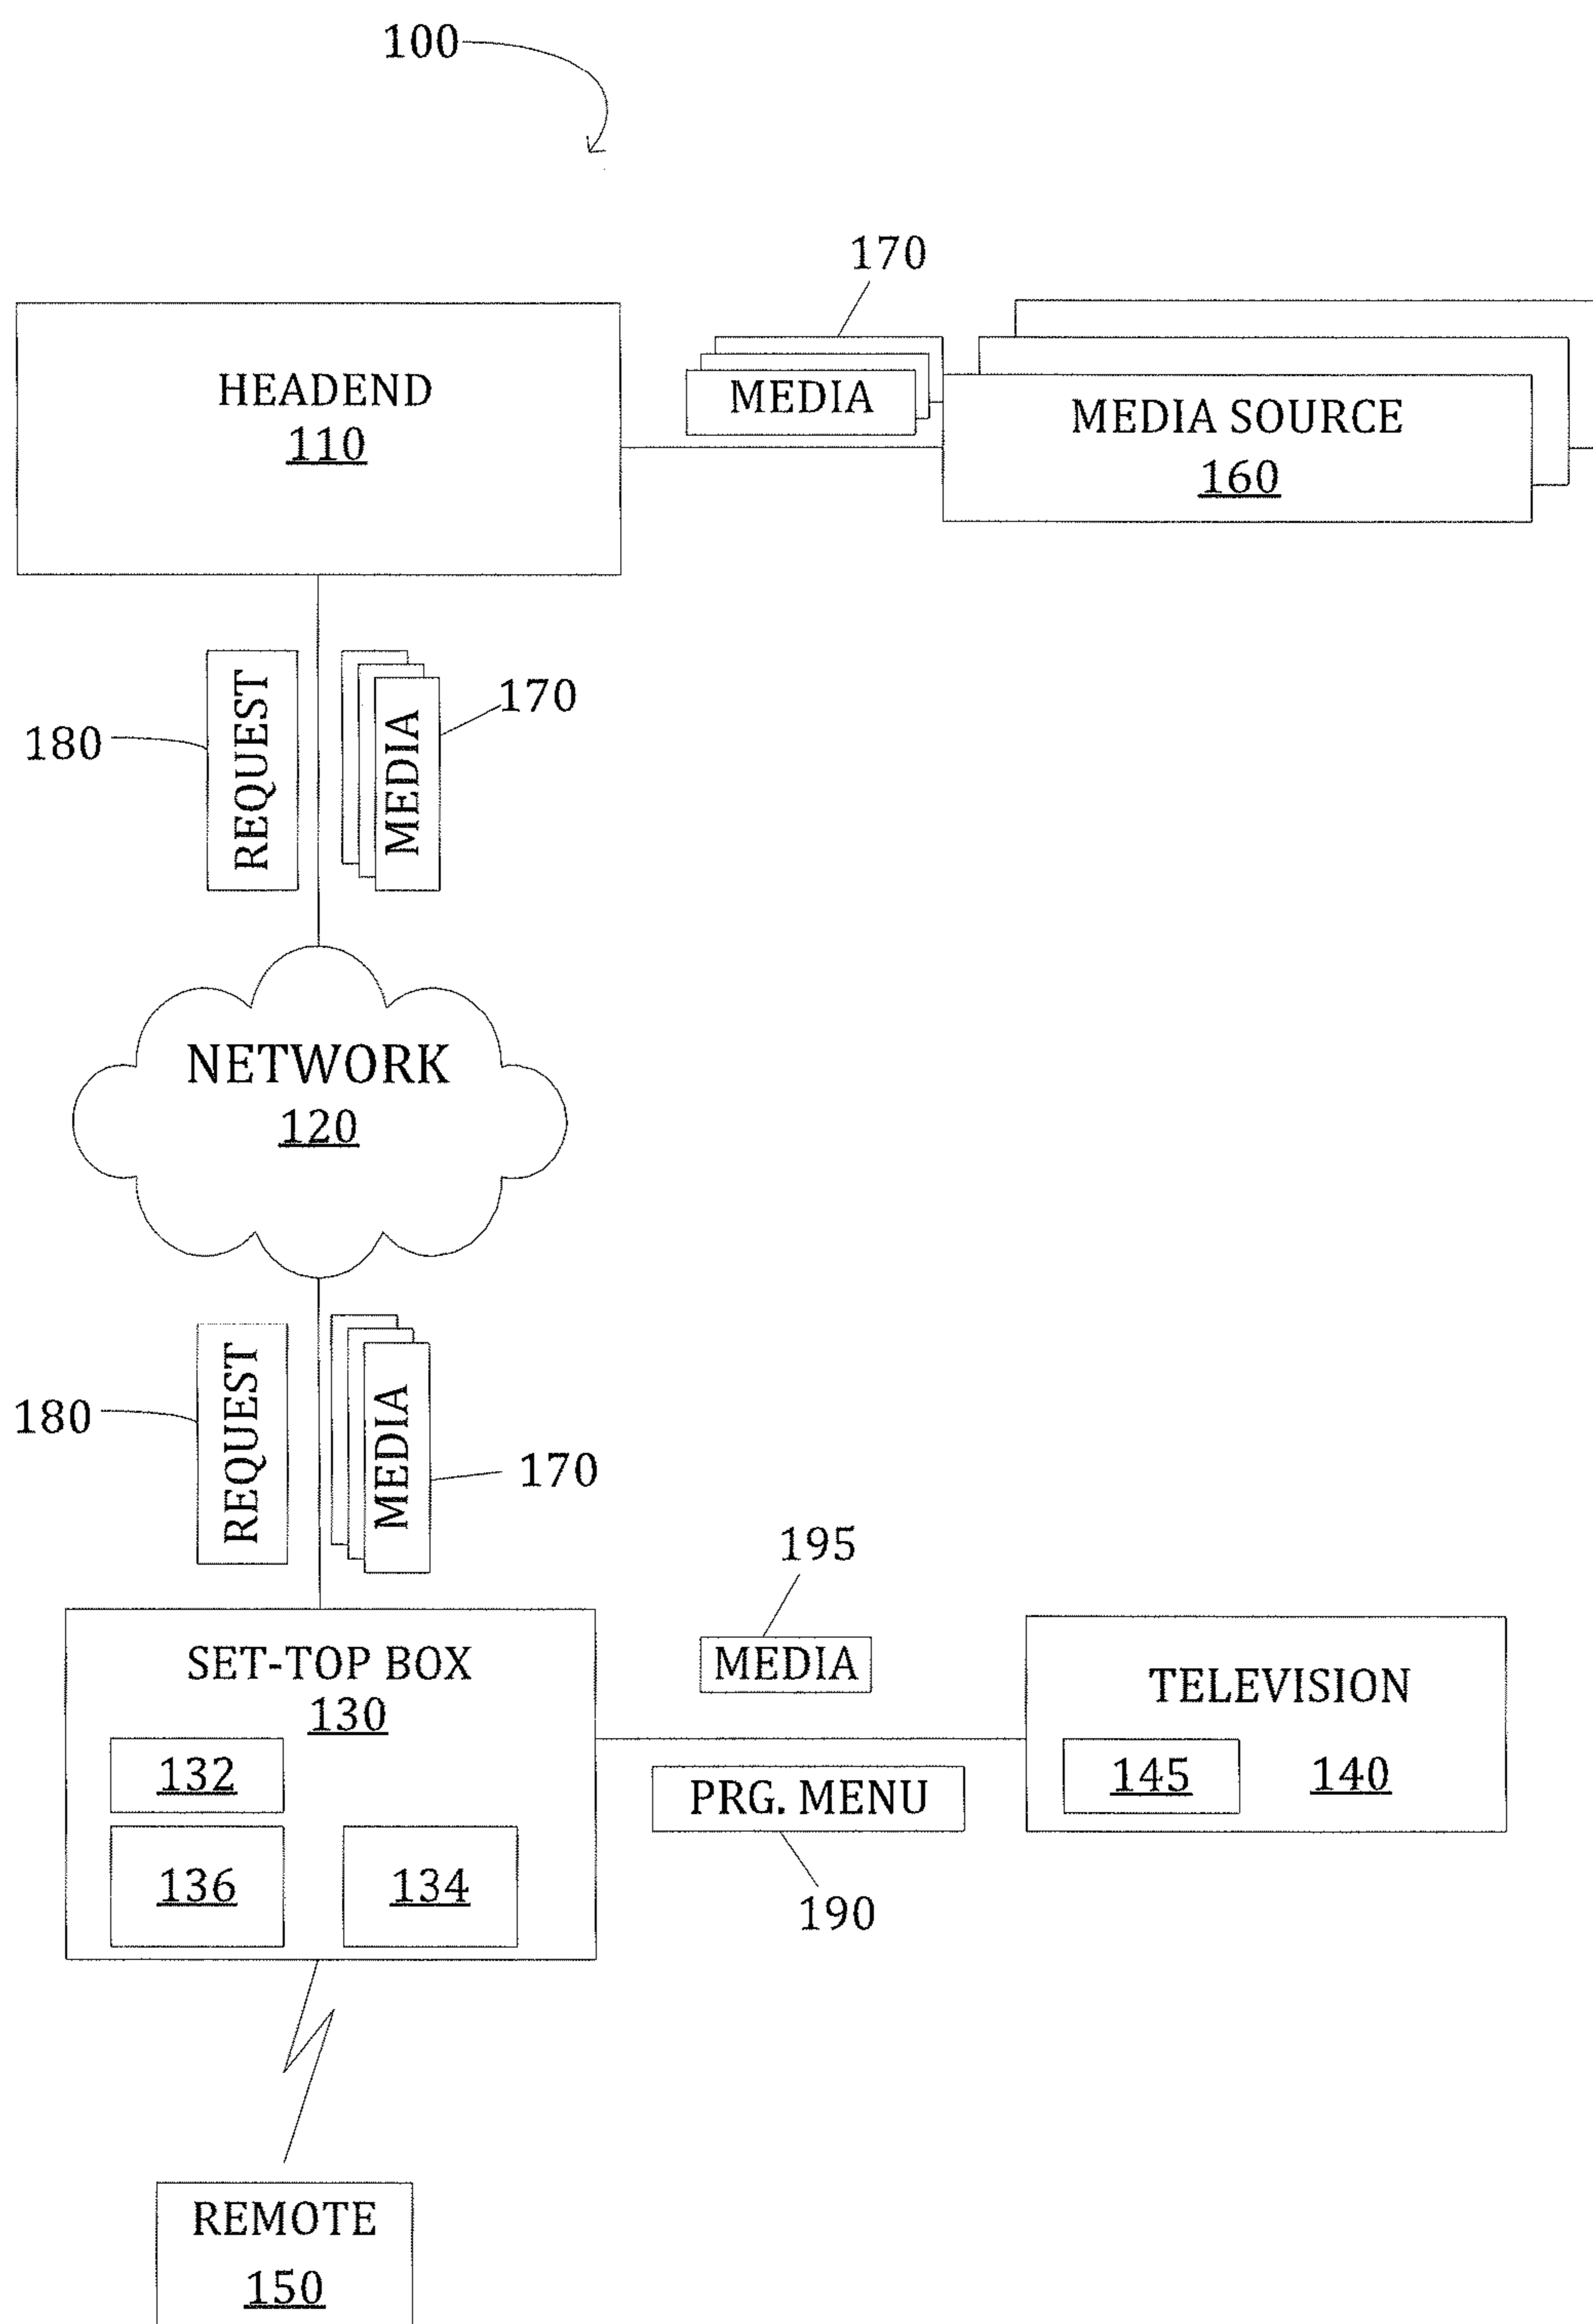 100
170
HEADEND
110
MEDIA
MEDIA SOURCE
160
180
REQUEST
MEDIA
170
NETWORK
120
180
REQUEST
MEDIA
170
195
SET-TOP BOX
130
MEDIA
TELEVISION
132
145
140
PRG. MENU
136
134
190
REMOTE
150